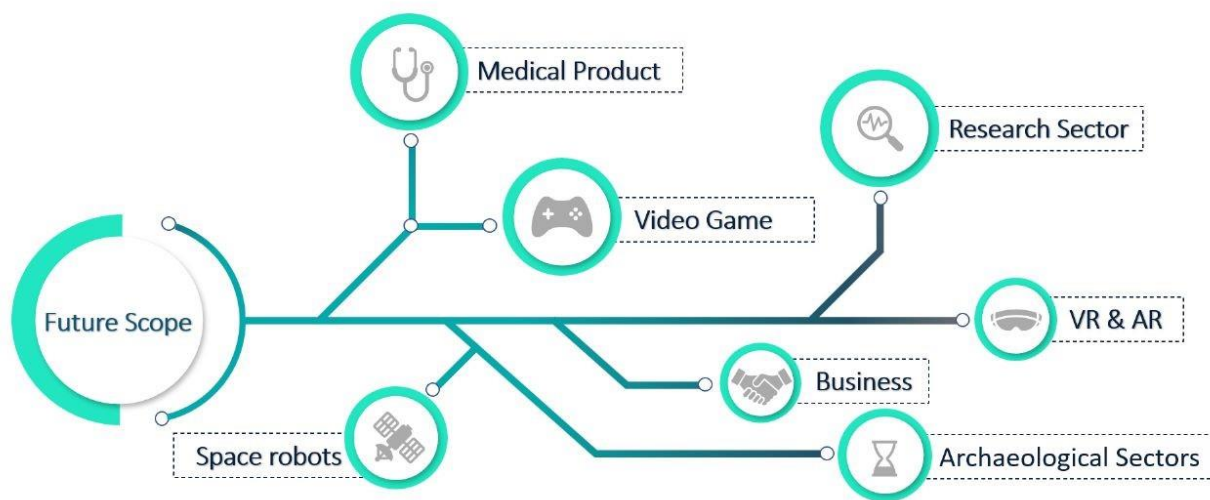 Medical Product
Research Sector
Video Game
Future Scope
VR & AR
Business
Space robots
Archaeological Sectors